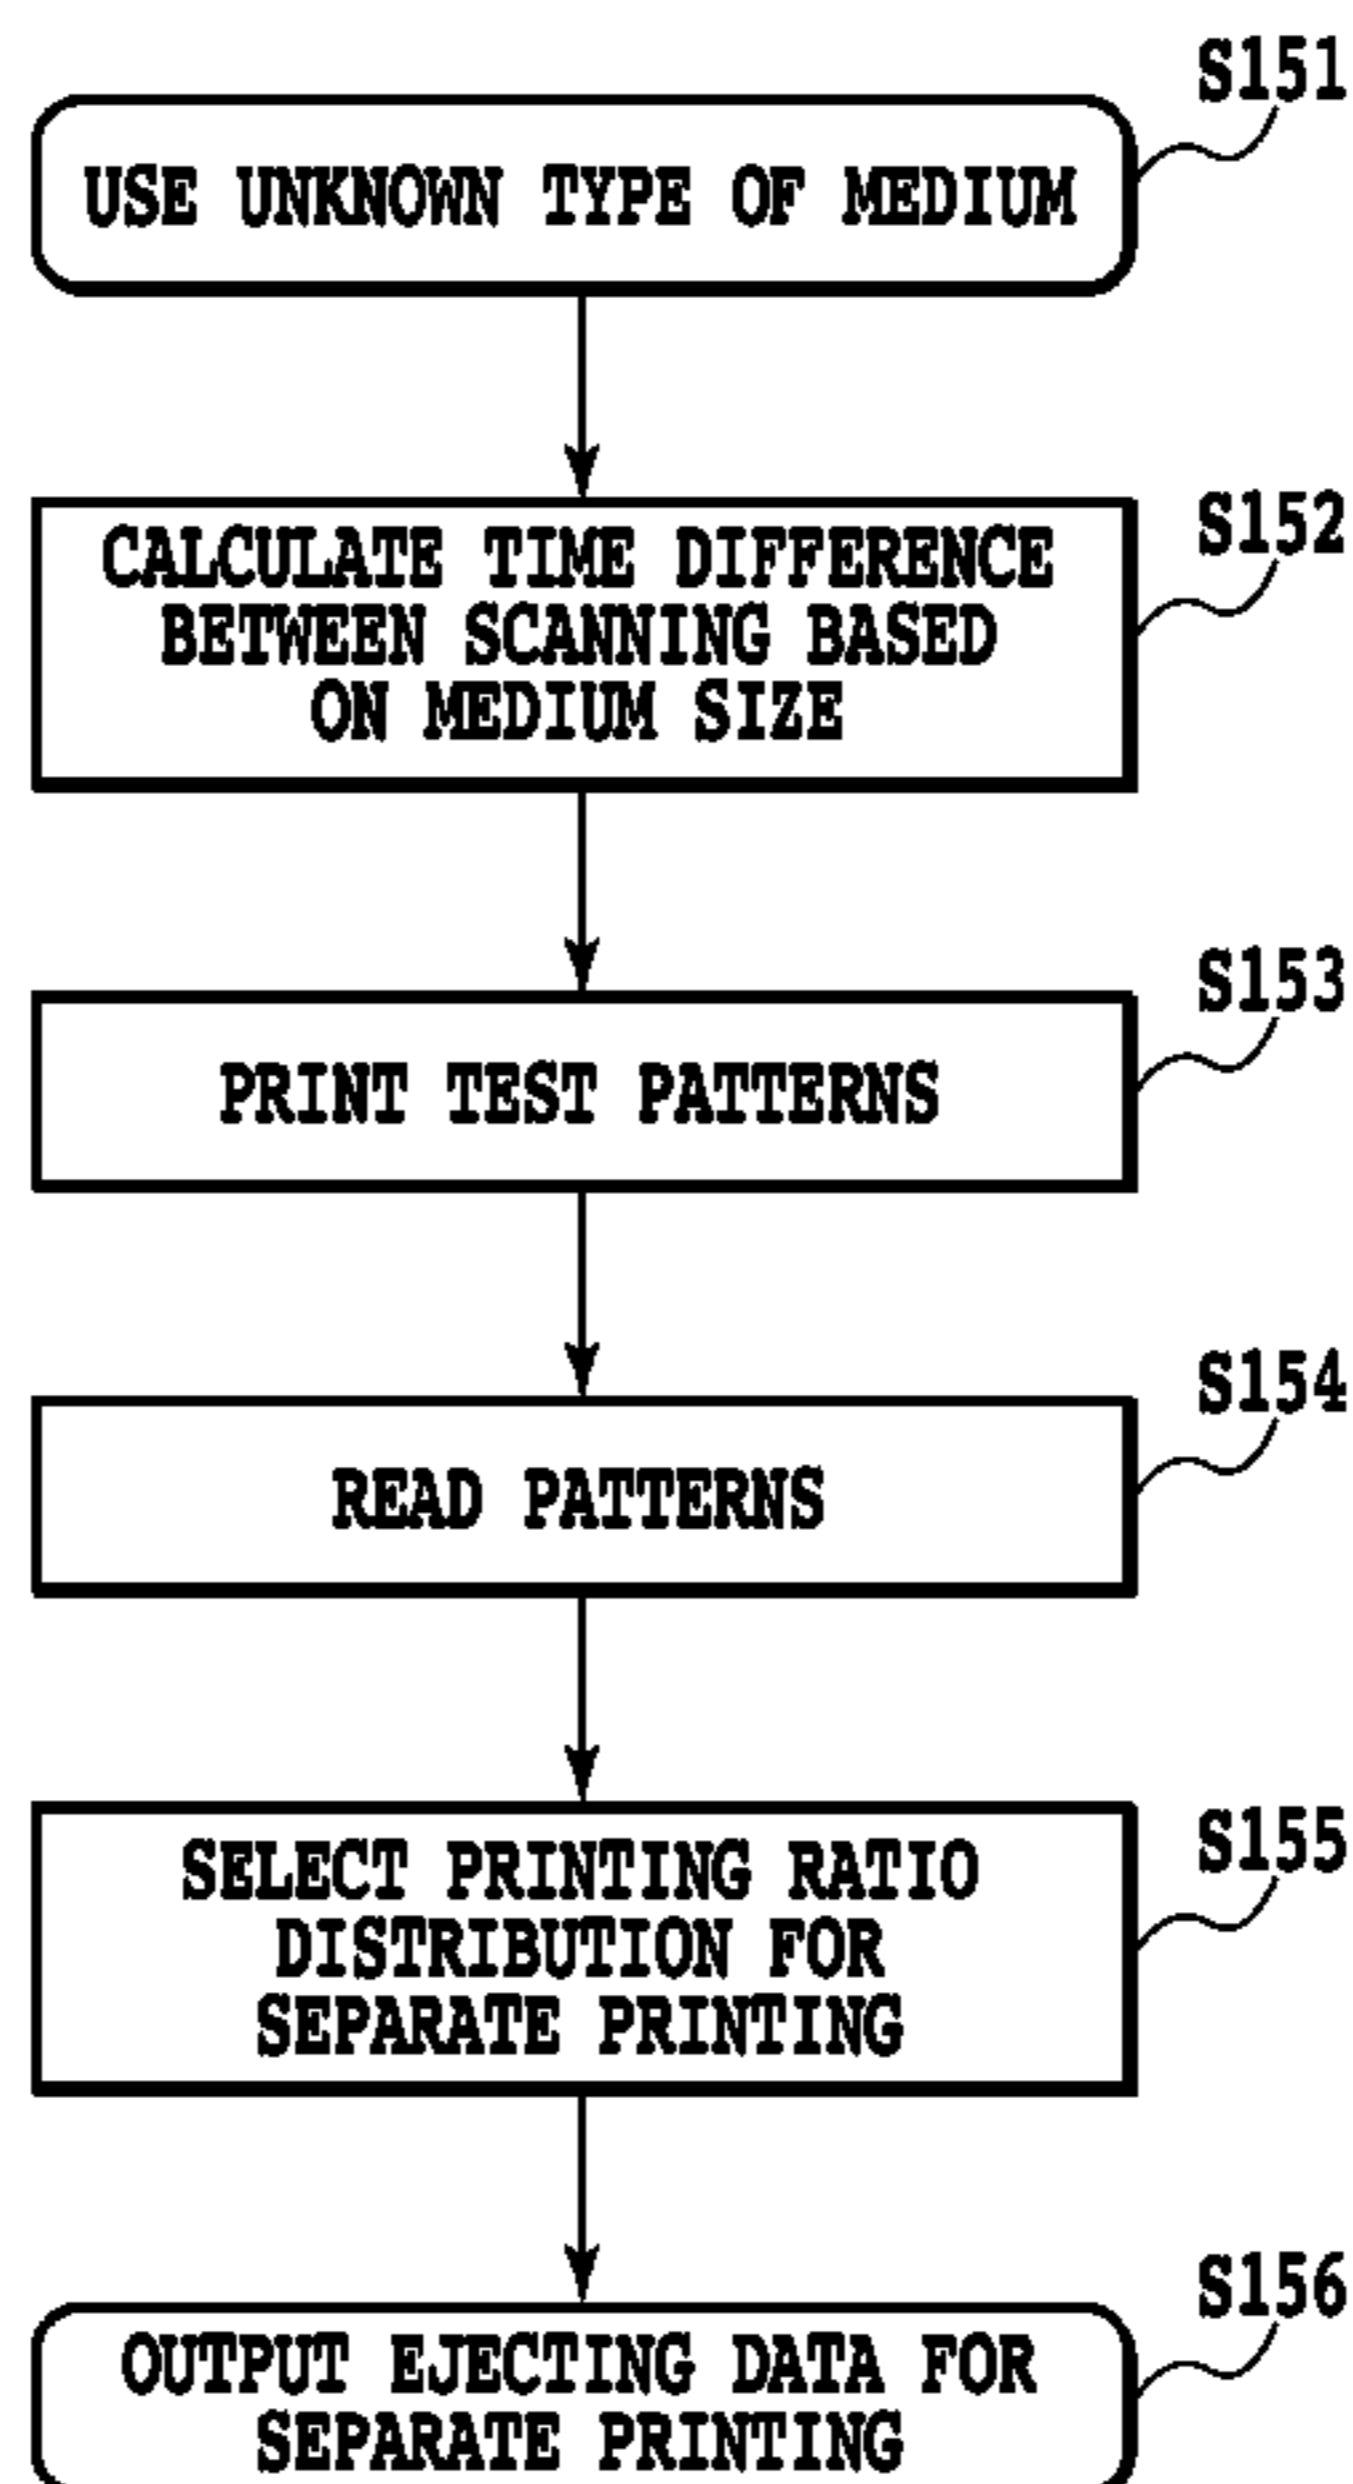 S151
USE UNKNOWN TYPE OF MEDIUM
S152
CALCULATE TIME DIFFERENCE
BETWEEN SCANNING BASED
ON MEDIUM SIZE
S153
PRINT TEST PATTERNS
S154
READ PATTERNS
S155
SELECT PRINTING RATIO
DISTRIBUTION FOR
SEPARATE PRINTING
S156
OUTPUT EJECTING DATA FOR
SEPARATE PRINTING